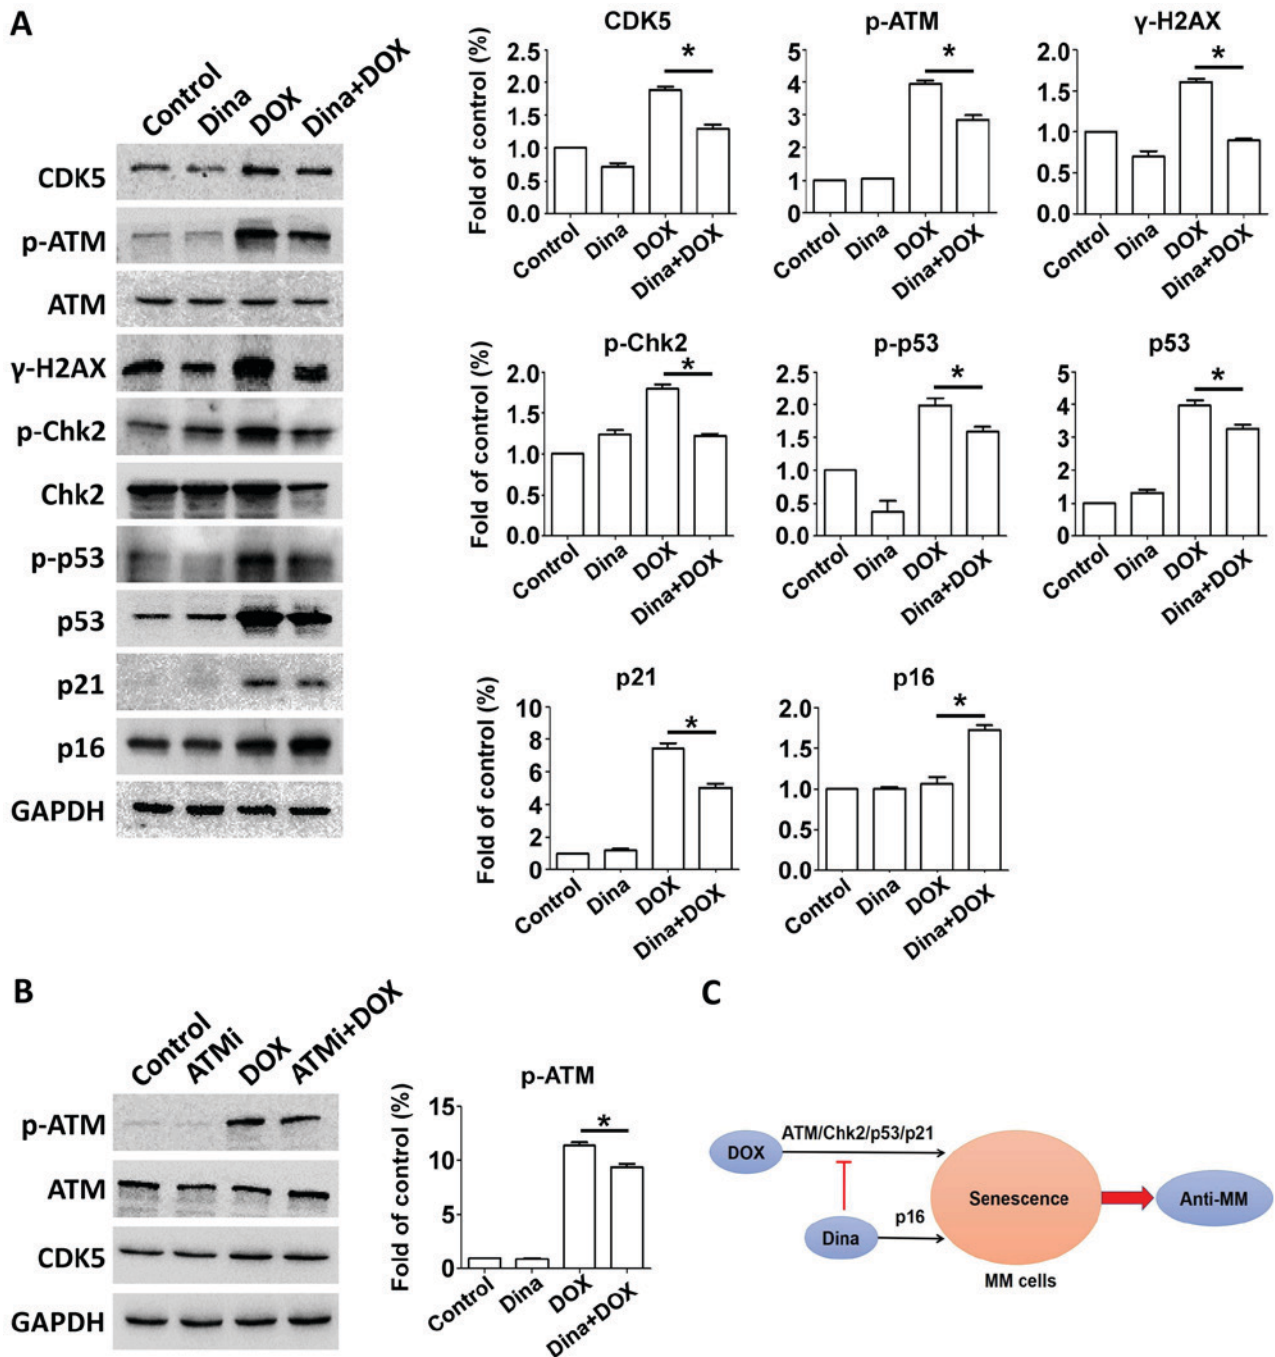 A
Control
Dina
DOX
Dina+DOX
CDK5
p-ATM
ATM
γ-H2AX
p-Chk2
Chk2
p-p53
p53
p21
p16
GAPDH
CDK5
Fold of control (%)
2.5
2.0
1.5
1.0
0.5
0.0
*
Control
Dina
DOX
Dina+DOX
p-ATM
5
4
3
2
1
0
*
Control
Dina
DOX
Dina+DOX
γ-H2AX
2.0
1.5
1.0
0.5
0.0
*
Control
Dina
DOX
Dina+DOX
p-Chk2
Fold of control (%)
2.0
1.5
1.0
0.5
0.0
*
Control
Dina
DOX
Dina+DOX
p-p53
2.5
2.0
1.5
1.0
0.5
0.0
*
Control
Dina
DOX
Dina+DOX
p53
5
4
3
2
1
0
*
Control
Dina
DOX
Dina+DOX
p21
Fold of control (%)
10
8
6
4
2
0
*
Control
Dina
DOX
Dina+DOX
p16
2.0
1.5
1.0
0.5
0.0
*
Control
Dina
DOX
Dina+DOX
B
Control
ATMi
DOX
ATMi+DOX
p-ATM
ATM
CDK5
GAPDH
p-ATM
Fold of control (%)
15
10
5
0
*
Control
Dina
DOX
Dina+DOX
C
ATM/Chk2/p53/p21
DOX
Senescence
Anti-MM
p16
Dina
MM cells